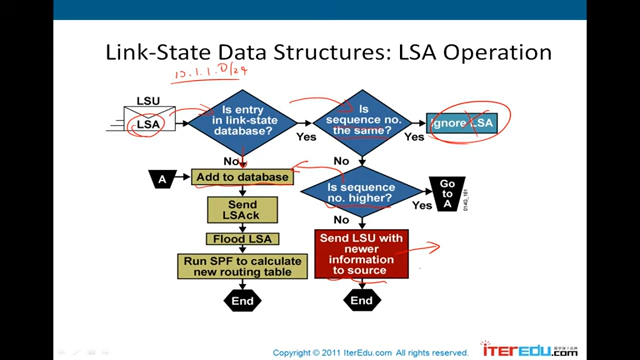 Link-State Data Structures: LSA Operation
10.1.1.0/24
LSU
LSA
Is entry
in link-state
database?
Yes
Is
sequence no.
the same?
Yes
Ignore LSA
No
No
A
Add to database
Is sequence
no. higher?
Yes
Go
to
A
Send
LSAck
No
Flood LSA
Send LSU with
newer
information
to source
Run SPF to calculate
new routing table
End
End
Copyright © 2011 IterEdu.com All rights reserved.
iTEREDU.com